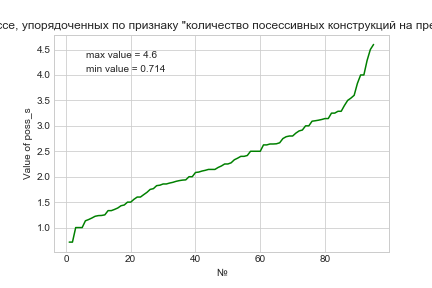 упорядоченных по признаку "количество посессивных конструкций на
max value = 4.6
min value = 0.714
4.5
4.0
3.5
3.0
2.5
2.0
1.5
1.0
Value of poss_s
0 20 40 60 80
№